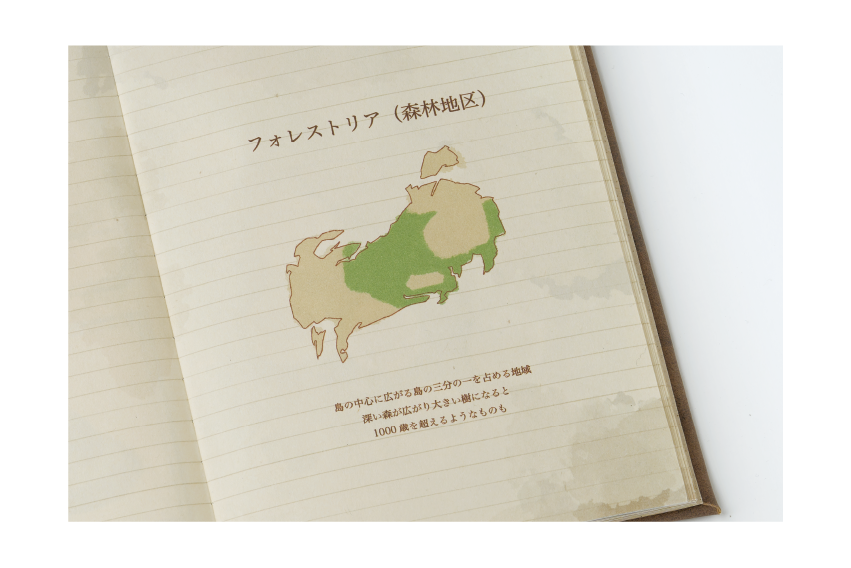 フォレストリア（森林地区）
島の中心に広がる島の三分の一を占める地域
深い森が広がり大きい樹になると
1000 歳を超えるようなものも